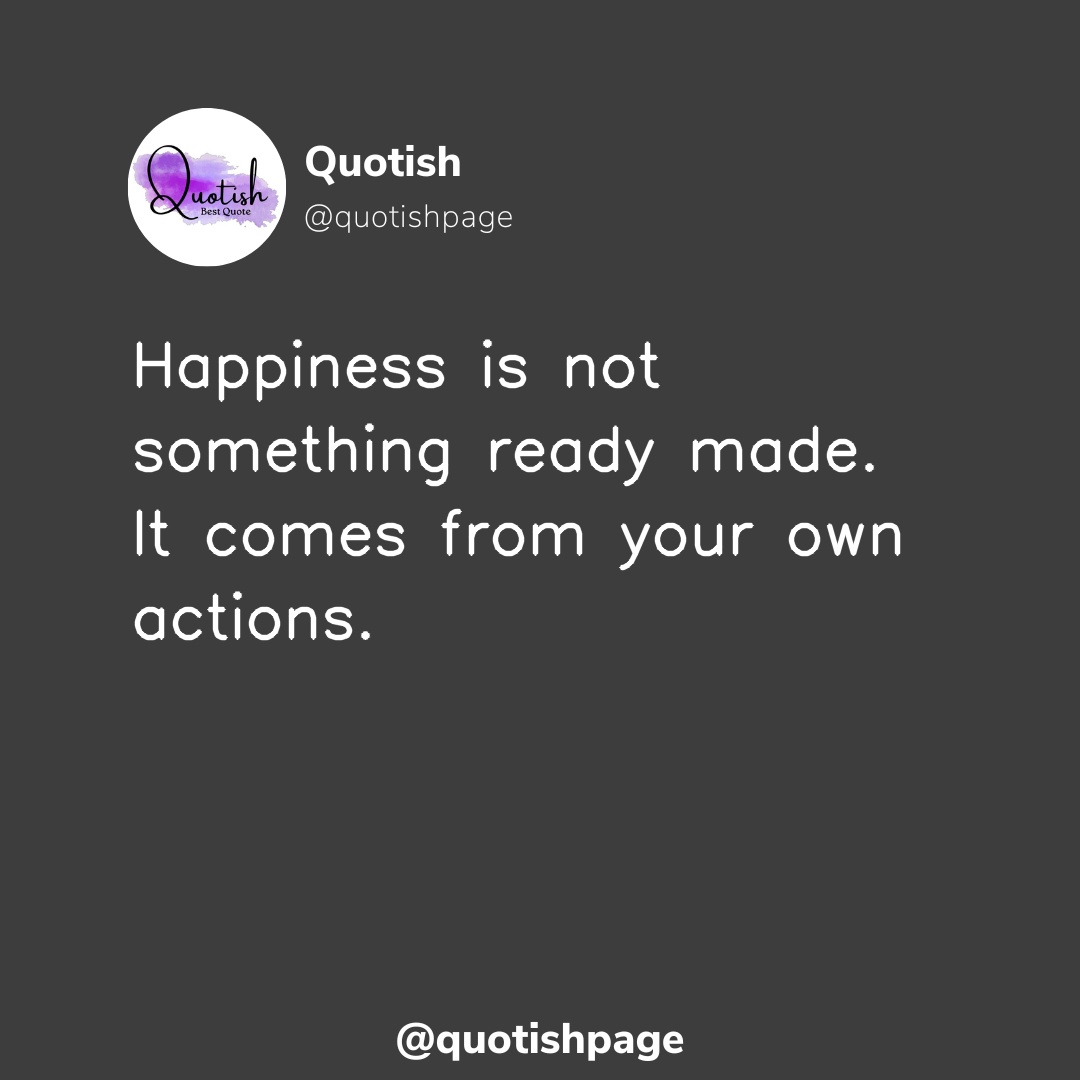 Quotish
Best Quote
Quotish
@quotishpage
Happiness is not
something ready made.
It comes from your own
actions.
@quotishpage